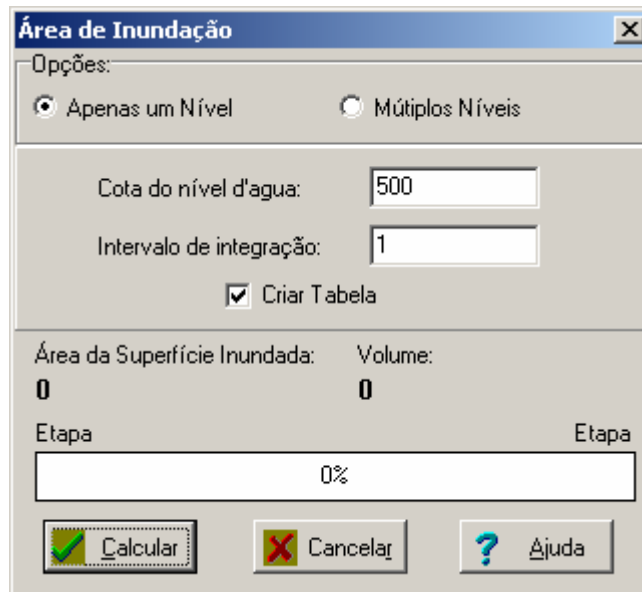 Área de Inundação
Opções:
Apenas um Nível Mútiplos Níveis
Cota do nível d'agua: 500
Intervalo de integração: 1
Criar Tabela
Área da Superfície Inundada: Volume:
0 0
Etapa Etapa
0%
Calcular Cancelar Ajuda